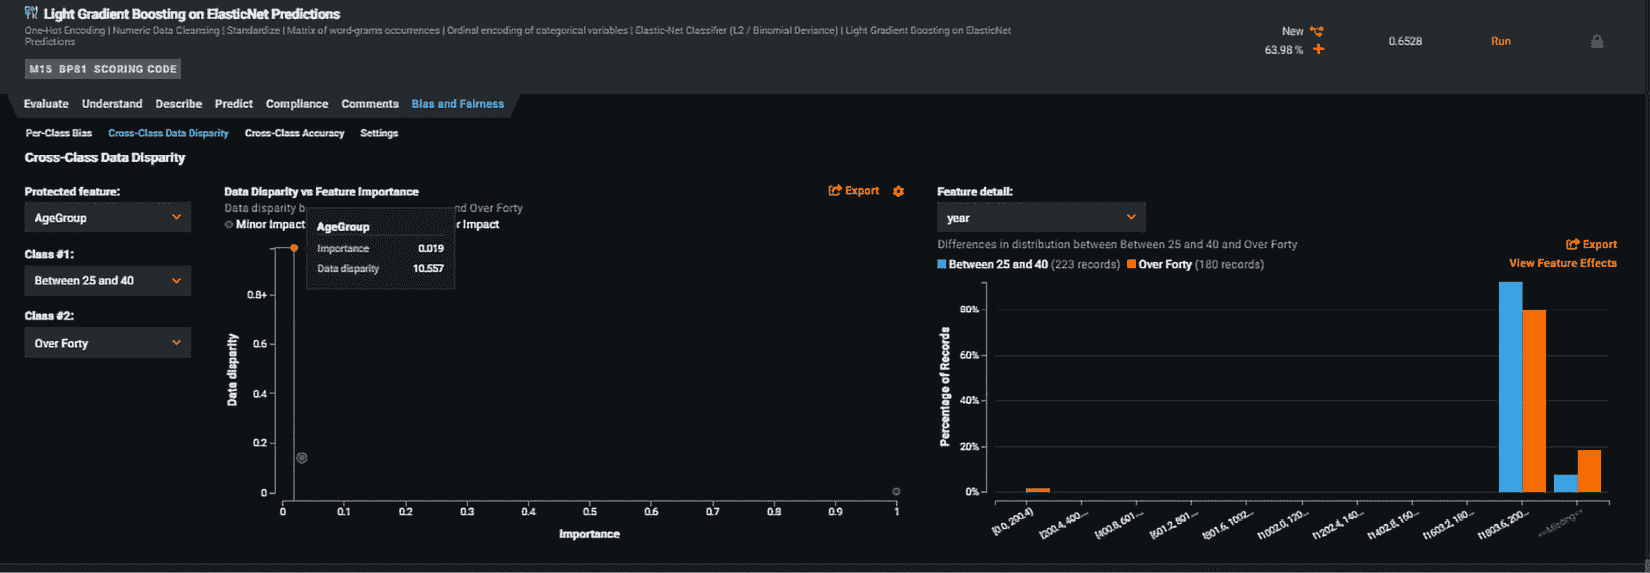 Light Gradient Boosting on ElasticNet Predictions
One-Hot Encoding | Numeric Data Cleansing | Standardize | Matrix of word-grams occurrences | Ordinal encoding of categorical variables | Elastic-Net Classifier (L2 / Binomial Deviance) | Light Gradient Boosting on ElasticNet
Predictions
M15 BP81 SCORING CODE
New
63.98 %
0.6528
Run
Evaluate Understand Describe Predict Compliance Comments Bias and Fairness
Per-Class Bias Cross-Class Data Disparity Cross-Class Accuracy Settings
Cross-Class Data Disparity
Protected feature:
AgeGroup
Class #1:
Between 25 and 40
Class #2:
Over Forty
Data Disparity vs Feature Importance
Export
Data disparity b nd Over Forty
Minor Impact r Impact
AgeGroup
Importance 0.019
Data disparity 10.557
Data disparity
0.8+
0.6
0.4
0.2
0
0 0.1 0.2 0.3 0.4 0.5 0.6 0.7 0.8 0.9 1
Importance
Feature detail:
year
Differences in distribution between Between 25 and 40 and Over Forty
Export
Between 25 and 40 (223 records) Over Forty (180 records)
View Feature Effects
Percentage of Records
80%
60%
40%
20%
0%
[0.0, 200.4) [200.4, 400.... [400.8, 601.... [601.2, 801.... [801.6, 1002... [1002.0, 120... [1202.4, 140... [1402.8, 160... [1603.2, 180... [1803.6, 200... ==Missing==